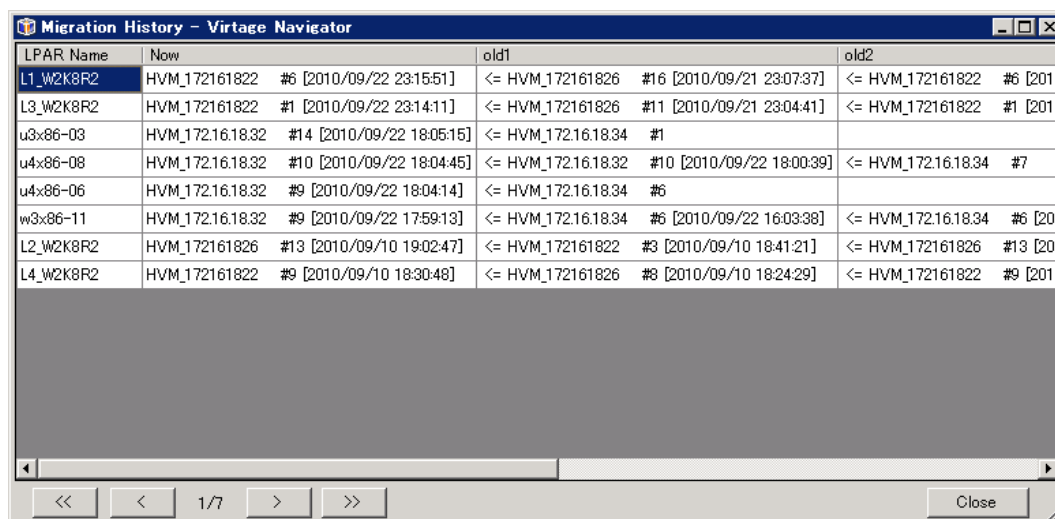 Migration History - Virtage Navigator
LPAR Name Now old1 old2
L1_W2K8R2 HVM_172161822 #6 [2010/09/22 23:15:51] <= HVM_172161826 #16 [2010/09/21 23:07:37] <= HVM_172161822 #6 [201
L3_W2K8R2 HVM_172161822 #1 [2010/09/22 23:14:11] <= HVM_172161826 #11 [2010/09/21 23:04:41] <= HVM_172161822 #1 [201
u3x86-03 HVM_172.16.18.32 #14 [2010/09/22 18:05:15] <= HVM_172.16.18.34 #1
u4x86-08 HVM_172.16.18.32 #10 [2010/09/22 18:04:45] <= HVM_172.16.18.32 #10 [2010/09/22 18:00:39] <= HVM_172.16.18.34 #7
u4x86-06 HVM_172.16.18.32 #9 [2010/09/22 18:04:14] <= HVM_172.16.18.34 #6
w3x86-11 HVM_172.16.18.32 #9 [2010/09/22 17:59:13] <= HVM_172.16.18.34 #6 [2010/09/22 16:03:38] <= HVM_172.16.18.34 #6 [20
L2_W2K8R2 HVM_172161826 #13 [2010/09/10 19:02:47] <= HVM_172161822 #3 [2010/09/10 18:41:21] <= HVM_172161826 #13 [20
L4_W2K8R2 HVM_172161822 #9 [2010/09/10 18:30:48] <= HVM_172161826 #8 [2010/09/10 18:24:29] <= HVM_172161822 #9 [201
<< < 1/7 > >> Close